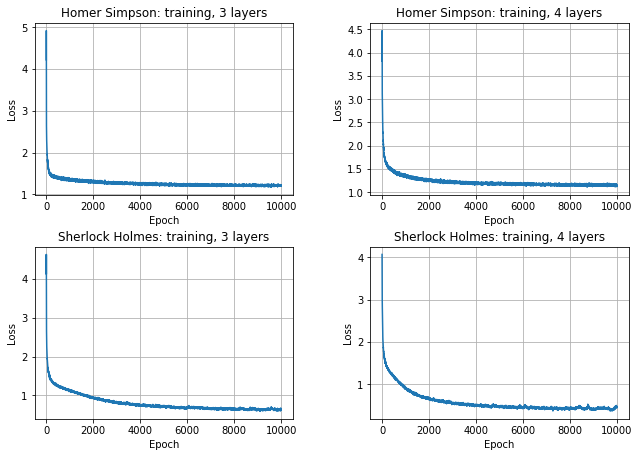 Homer Simpson: training, 3 layers
5
4
3
2
1
Loss
0 2000 4000 6000 8000 10000
Epoch
Homer Simpson: training, 4 layers
4.5
4.0
3.5
3.0
2.5
2.0
1.5
1.0
Loss
0 2000 4000 6000 8000 10000
Epoch
Sherlock Holmes: training, 3 layers
4
3
2
1
Loss
0 2000 4000 6000 8000 10000
Epoch
Sherlock Holmes: training, 4 layers
4
3
2
1
Loss
0 2000 4000 6000 8000 10000
Epoch